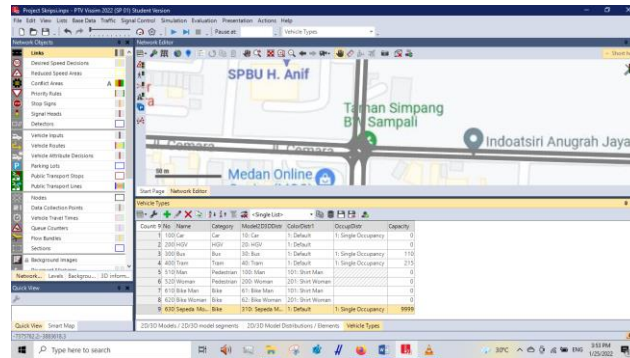 Project Skripsi.inpx - PTV Vissim 2022 (SP 01) Student Version
File Edit View Lists Base Data Traffic Signal Control Simulation Evaluation Presentation Actions Help
Pause at: Vehicle Types
Network Objects
Network Editor
Links
Desired Speed Decisions
Reduced Speed Areas
Conflict Areas
Priority Rules
Stop Signs
Signal Heads
Detectors
Vehicle Inputs
Vehicle Routes
Vehicle Attribute Decisions
Parking Lots
Public Transport Stops
Public Transport Lines
Nodes
Data Collection Points
Vehicle Travel Times
Queue Counters
Flow Bundles
Sections
Background Images
SPBU H. Anif
Taman Simpang
Sampali
Indoatsiri Anugrah Jaya
Jl. Cemara
Medan Online
50 m
Start Page Network Editor
Vehicle Types
<Single List>
Count: 9 No Name Category Model2D3DDistr ColorDistr1 OccupDistr Capacity
1 100 Car Car 10: Car 1: Default 1: Single Occupancy 0
2 200 HGV HGV 20: HGV 1: Default 1: Single Occupancy 0
3 300 Bus Bus 30: Bus 1: Default 1: Single Occupancy 110
4 400 Tram Tram 40: Tram 1: Default 1: Single Occupancy 215
5 510 Man Pedestrian 100: Man 101: Shirt Man 0
6 520 Woman Pedestrian 200: Woman 201: Shirt Woman 0
7 610 Bike Man Bike 61: Bike Man 101: Shirt Man 0
8 620 Bike Woman Bike 62: Bike Woman 201: Shirt Woman 0
9 630 Sepeda Mo... Bike 310: Sepeda M... 1: Default 1: Single Occupancy 9999
Network... Levels Backgrou... 3D Inform...
Quick View
Quick View Smart Map
2D/3D Models / 2D/3D model segments 2D/3D Model Distributions / Elements Vehicle Types
Type here to search
30°C
ENG
3:53 PM
1/25/2022